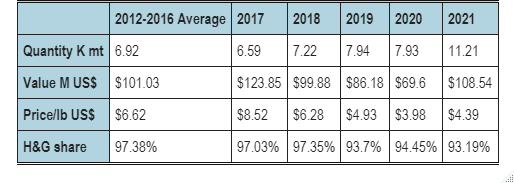 2012-2016 Average 2017 2018 2019 2020 2021
Quantity K mt 6.92 6.59 7.22 7.94 7.93 11.21
Value M US$ $101.03 $123.85 $99.88 $86.18 $69.6 $108.54
Price/lb US$ $6.62 $8.52 $6.28 $4.93 $3.98 $4.39
H&G share 97.38% 97.03% 97.35% 93.7% 94.45% 93.19%